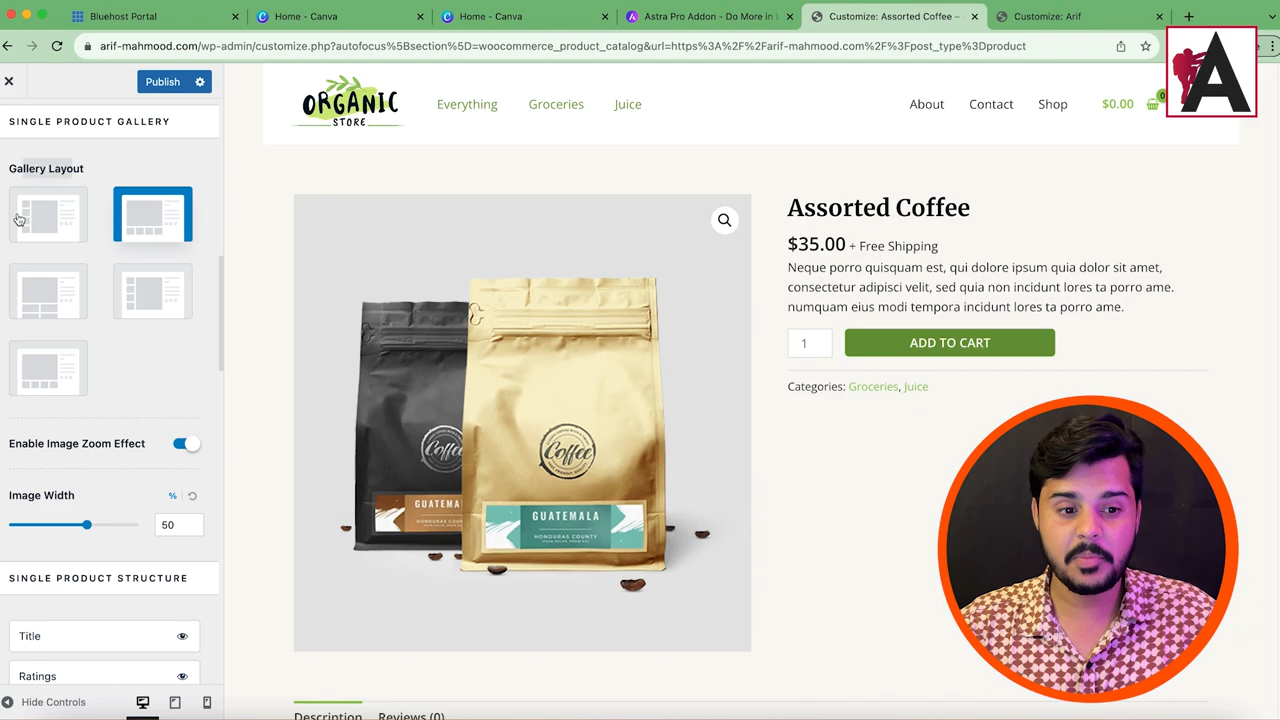 Bluehost Portal
Home - Canva
Home - Canva
Astra Pro Addon - Do More in L
Customize: Assorted Coffee –
Customize: Arif
arif-mahmood.com/wp-admin/customize.php?autofocus%5Bsection%5D=woocommerce_product_catalog&url=https%3A%2F%2Farif-mahmood.com%2F%3Fpost_type%3Dproduct
A
Publish
ORGANIC
STORE
Everything
Groceries
Juice
About
Contact
Shop
$0.00
0
SINGLE PRODUCT GALLERY
Gallery Layout
Enable Image Zoom Effect
Image Width
%
50
SINGLE PRODUCT STRUCTURE
Title
Ratings
Hide Controls
Coffee
GUATEMA
HONDURAS COUN
Coffee
GUATEMALA
HONDURAS COUNTY
Assorted Coffee
$35.00 + Free Shipping
Neque porro quisquam est, qui dolore ipsum quia dolor sit amet,
consectetur adipisci velit, sed quia non incidunt lores ta porro ame.
numquam eius modi tempora incidunt lores ta porro ame.
1
ADD TO CART
Categories: Groceries, Juice
Description
Reviews (0)